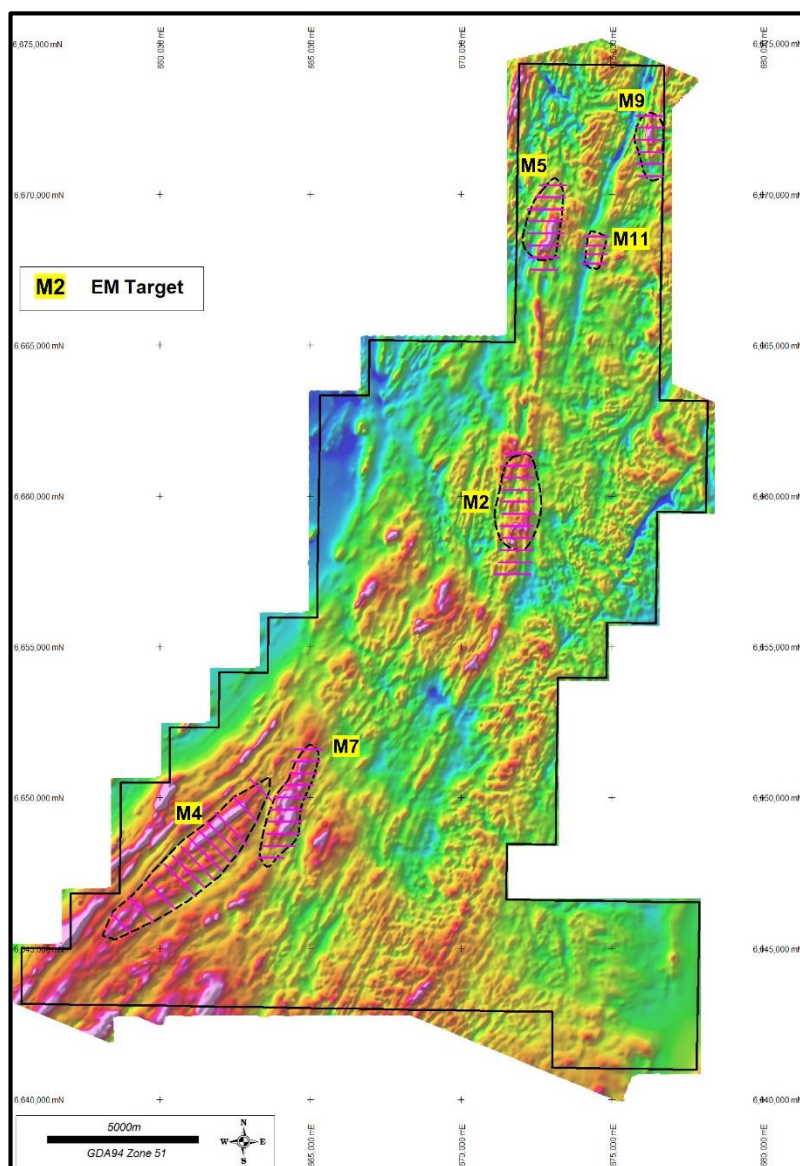 660,000 mE
665,000 mE
670,000 mE
675,000 mE
680,000 mE
6,675,000 mN
6,675,000 mN
M9
M5
6,670,000 mN
6,670,000 mN
M11
M2 EM Target
6,665,000 mN
6,665,000 mN
M2
6,660,000 mN
6,660,000 mN
6,655,000 mN
6,655,000 mN
M7
M4
6,650,000 mN
6,650,000 mN
6,645,000 mN
6,645,000 mN
6,640,000 mN
6,640,000 mN
5000m
GDA94 Zone 51
N
W E
S
665,000 mE
670,000 mE
675,000 mE
680,000 mE